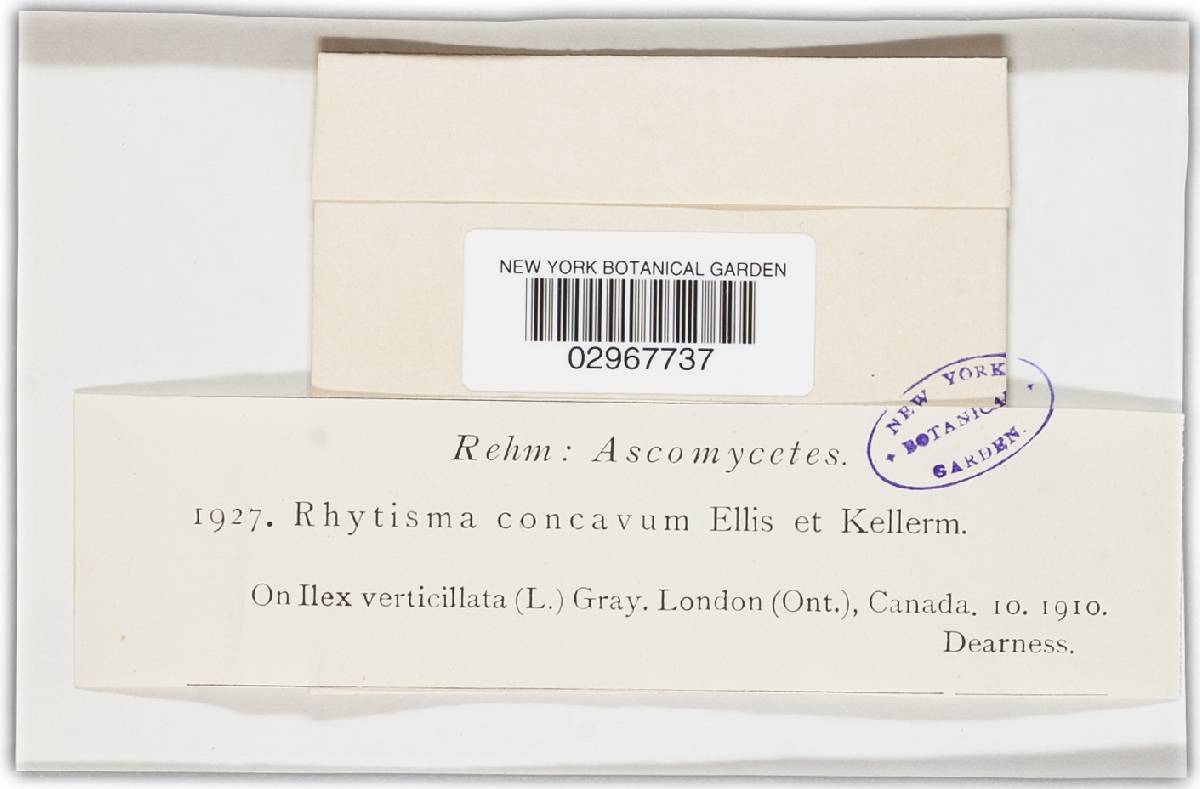 NEW YORK BOTANICAL GARDEN
02967737
NEW YORK
BOTANICAL
GARDEN.
Rehm: Ascomycetes.
1927. Rhytisma concavum Ellis et Kellerm.
On Ilex verticillata (L.) Gray. London (Ont.), Canada. 10. 1910.
Dearness.